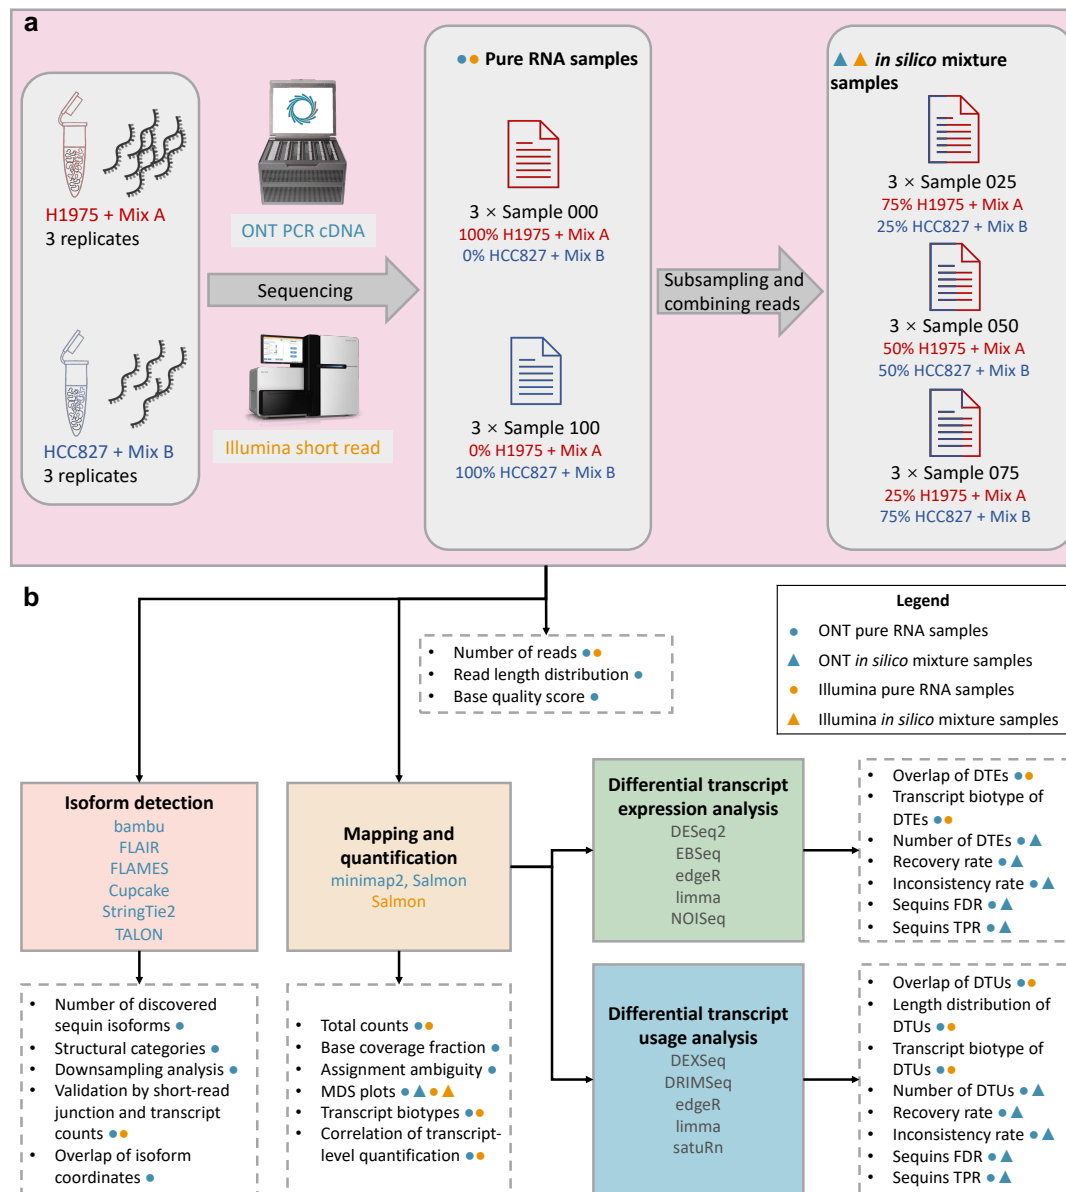 a
H1975 + Mix A
3 replicates
HCC827 + Mix B
3 replicates
ONT PCR cDNA
Sequencing
Illumina short read
Pure RNA samples
3 × Sample 000
100% H1975 + Mix A
0% HCC827 + Mix B
3 × Sample 100
0% H1975 + Mix A
100% HCC827 + Mix B
Subsampling and
combining reads
in silico mixture
samples
3 × Sample 025
75% H1975 + Mix A
25% HCC827 + Mix B
3 × Sample 050
50% H1975 + Mix A
50% HCC827 + Mix B
3 × Sample 075
25% H1975 + Mix A
75% HCC827 + Mix B
b
• Number of reads
• Read length distribution
• Base quality score
Legend
ONT pure RNA samples
ONT in silico mixture samples
Illumina pure RNA samples
Illumina in silico mixture samples
Isoform detection
bambu
FLAIR
FLAMES
Cupcake
StringTie2
TALON
• Number of discovered
sequin isoforms
• Structural categories
• Downsampling analysis
• Validation by short-read
junction and transcript
counts
• Overlap of isoform
coordinates
Mapping and
quantification
minimap2, Salmon
Salmon
• Total counts
• Base coverage fraction
• Assignment ambiguity
• MDS plots
• Transcript biotypes
• Correlation of transcript-
level quantification
Differential transcript
expression analysis
DESeq2
EBSeq
edgeR
limma
NOISeq
• Overlap of DTEs
• Transcript biotype of
DTEs
• Number of DTEs
• Recovery rate
• Inconsistency rate
• Sequins FDR
• Sequins TPR
Differential transcript
usage analysis
DEXSeq
DRIMSeq
edgeR
limma
satuRn
• Overlap of DTUs
• Length distribution of
DTUs
• Transcript biotype of
DTUs
• Number of DTUs
• Recovery rate
• Inconsistency rate
• Sequins FDR
• Sequins TPR